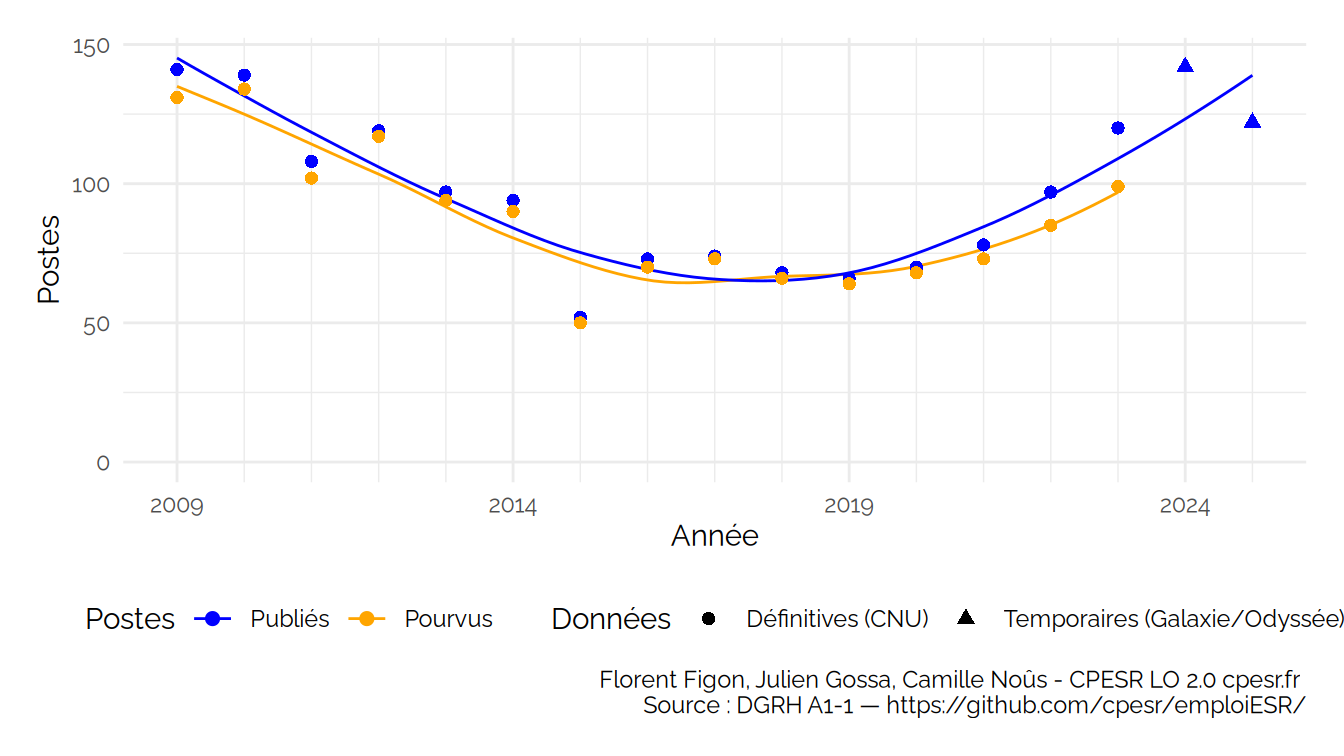 150
100
50
0
Postes
2009 2014 2019 2024
Année
Postes Publiés Pourvus Données Définitives (CNU) Temporaires (Galaxie/Odyssée)
Florent Figon, Julien Gossa, Camille Noûs - CPESR LO 2.0 cpesr.fr
Source : DGRH A1-1 — https://github.com/cpesr/emploiESR/